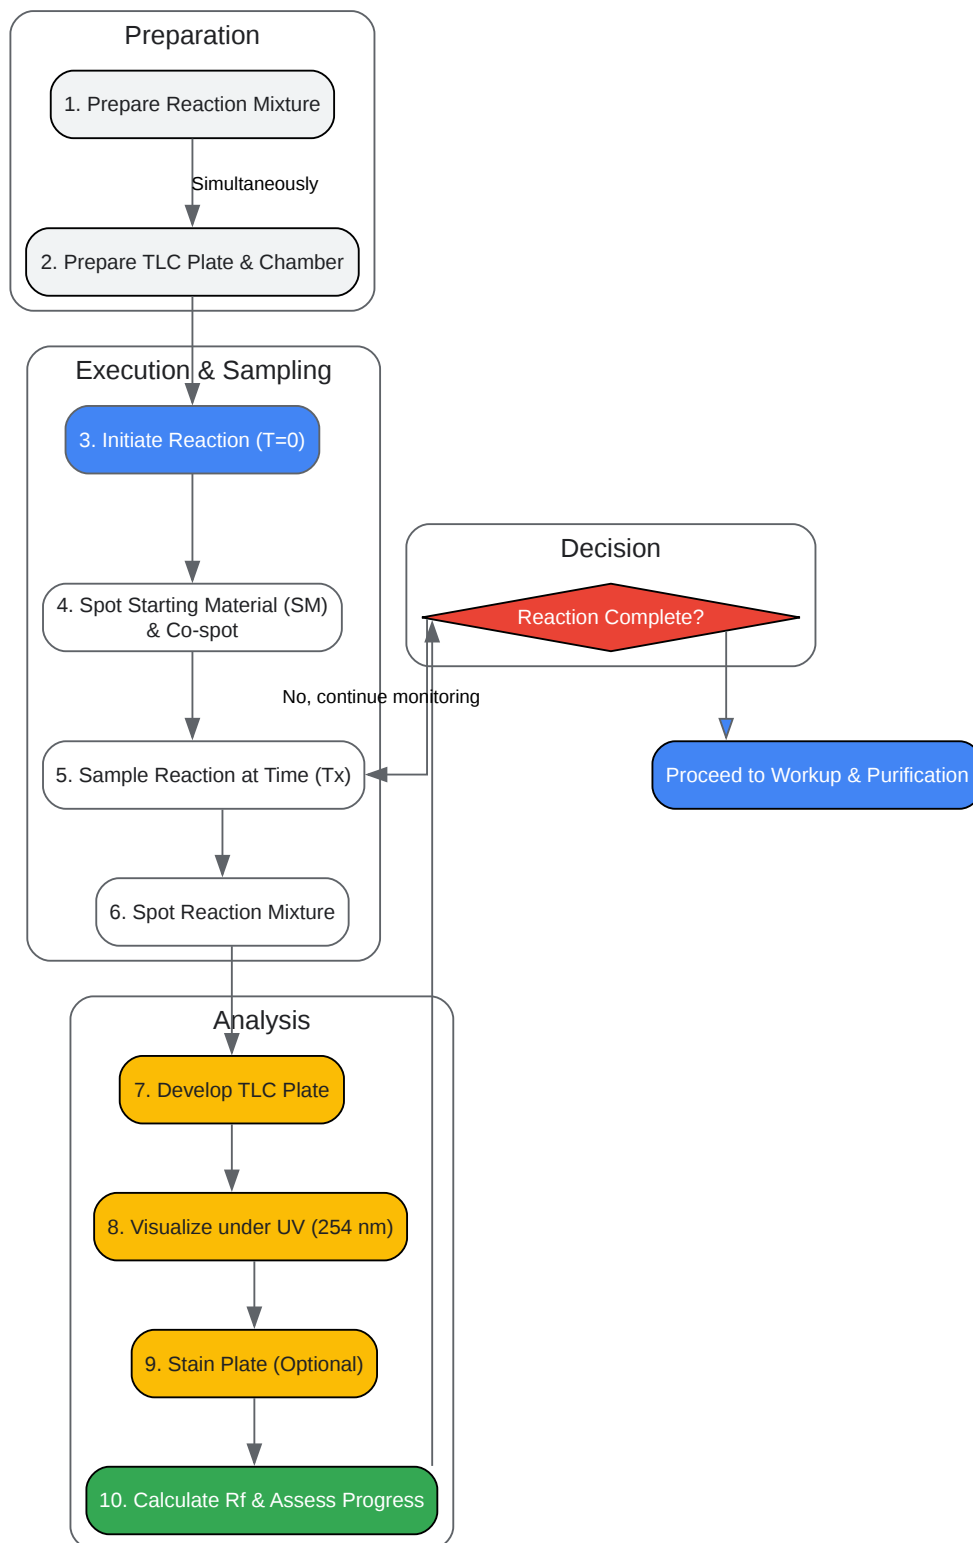 Preparation
1. Prepare Reaction Mixture
Simultaneously
2. Prepare TLC Plate & Chamber
Execution & Sampling
3. Initiate Reaction (T=0)
4. Spot Starting Material (SM)
& Co-spot
Decision
Reaction Complete?
No, continue monitoring
5. Sample Reaction at Time (Tx)
Proceed to Workup & Purification
6. Spot Reaction Mixture
Analysis
7. Develop TLC Plate
8. Visualize under UV (254 nm)
9. Stain Plate (Optional)
10. Calculate Rf & Assess Progress